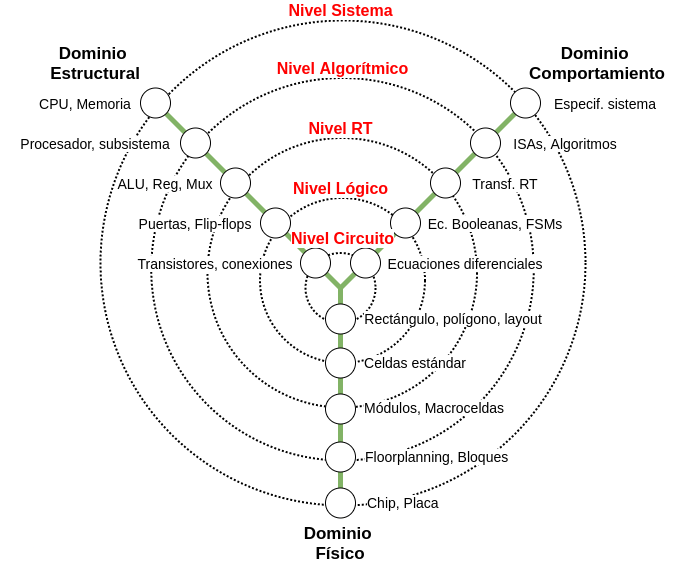 Nivel Sistema
Dominio
Estructural
Dominio
Comportamiento
Nivel Algorítmico
CPU, Memoria
Especif. sistema
Nivel RT
Procesador, subsistema
ISAs, Algoritmos
Nivel Lógico
ALU, Reg, Mux
Transf. RT
Puertas, Flip-flops
Ec. Booleanas, FSMs
Nivel Circuito
Transistores, conexiones
Ecuaciones diferenciales
Rectángulo, polígono, layout
Celdas estándar
Módulos, Macroceldas
Floorplanning, Bloques
Chip, Placa
Dominio
Físico